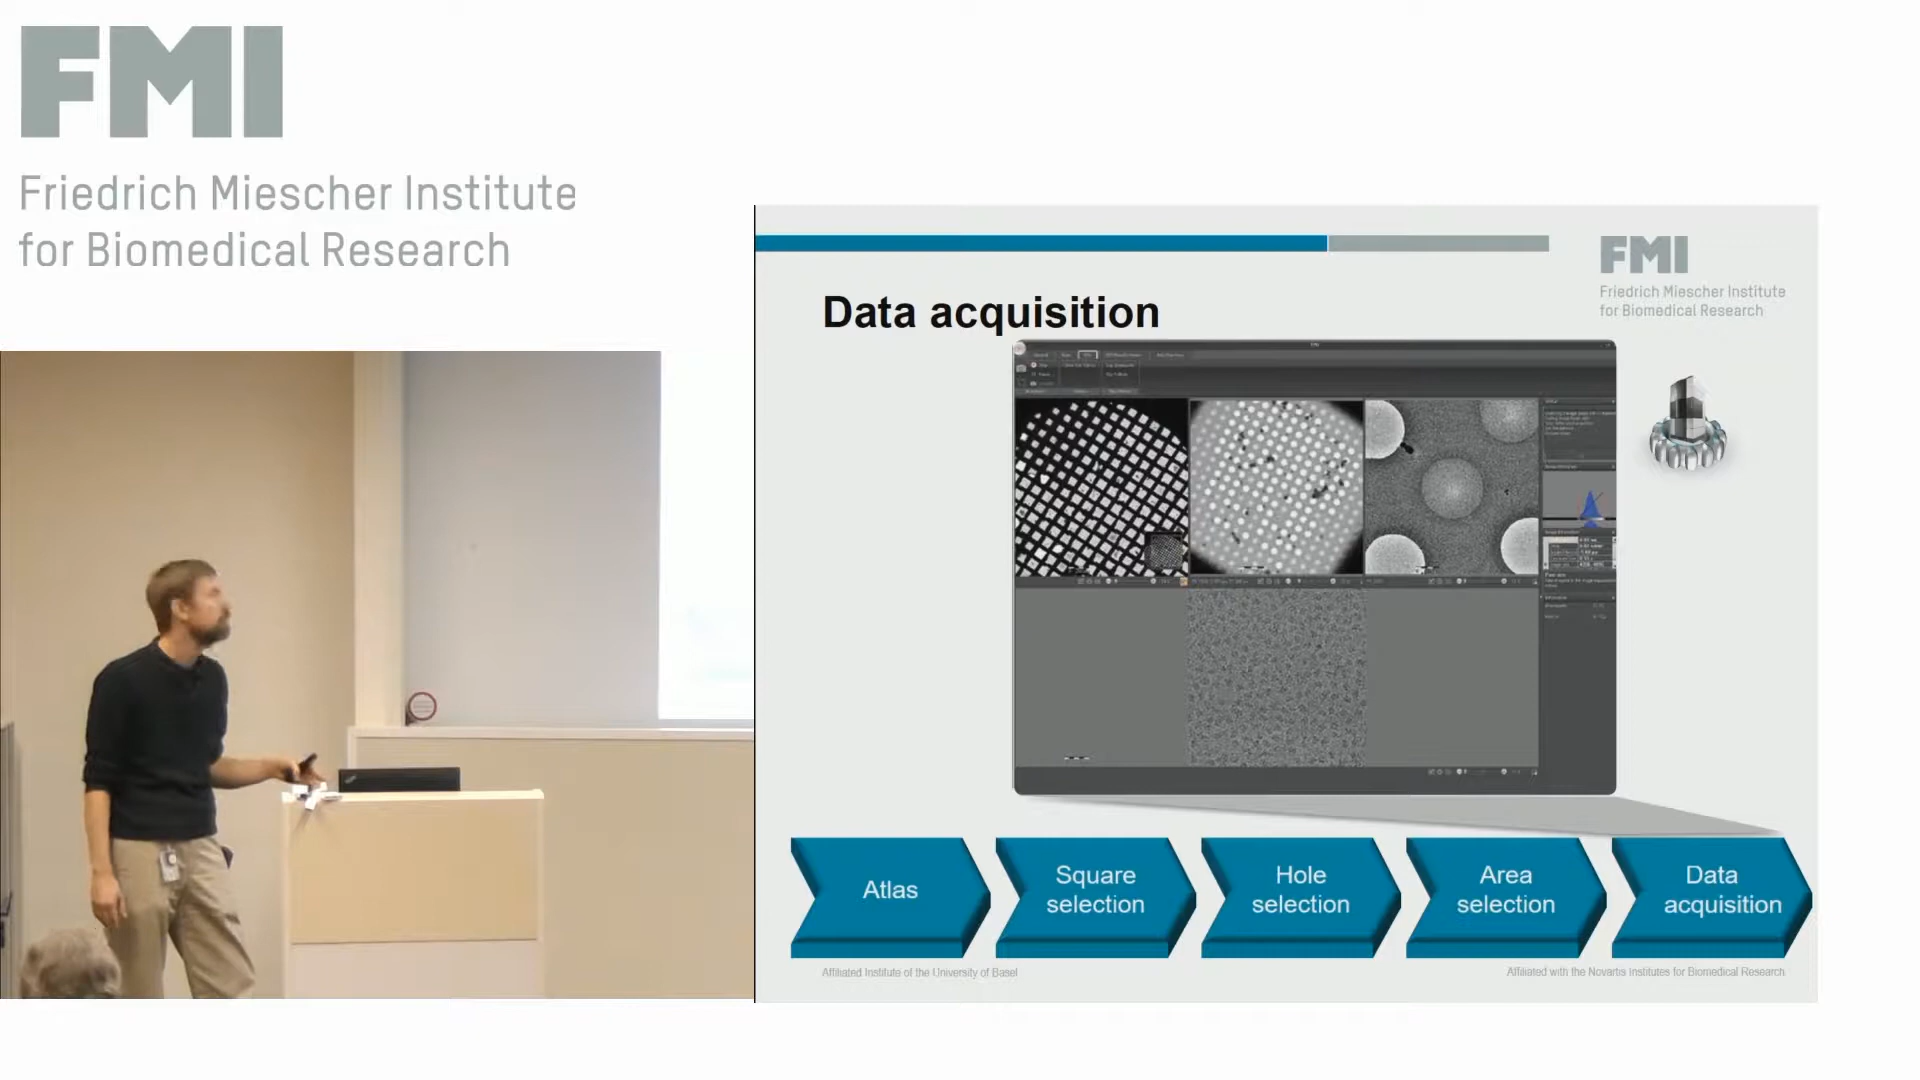 FMI
Friedrich Miescher Institute
for Biomedical Research
FMI
Friedrich Miescher Institute
for Biomedical Research
Data acquisition
Atlas
Square
selection
Hole
selection
Area
selection
Data
acquisition
Affiliated Institute of the University of Basel
Affiliated with the Novartis Institutes for Biomedical Research